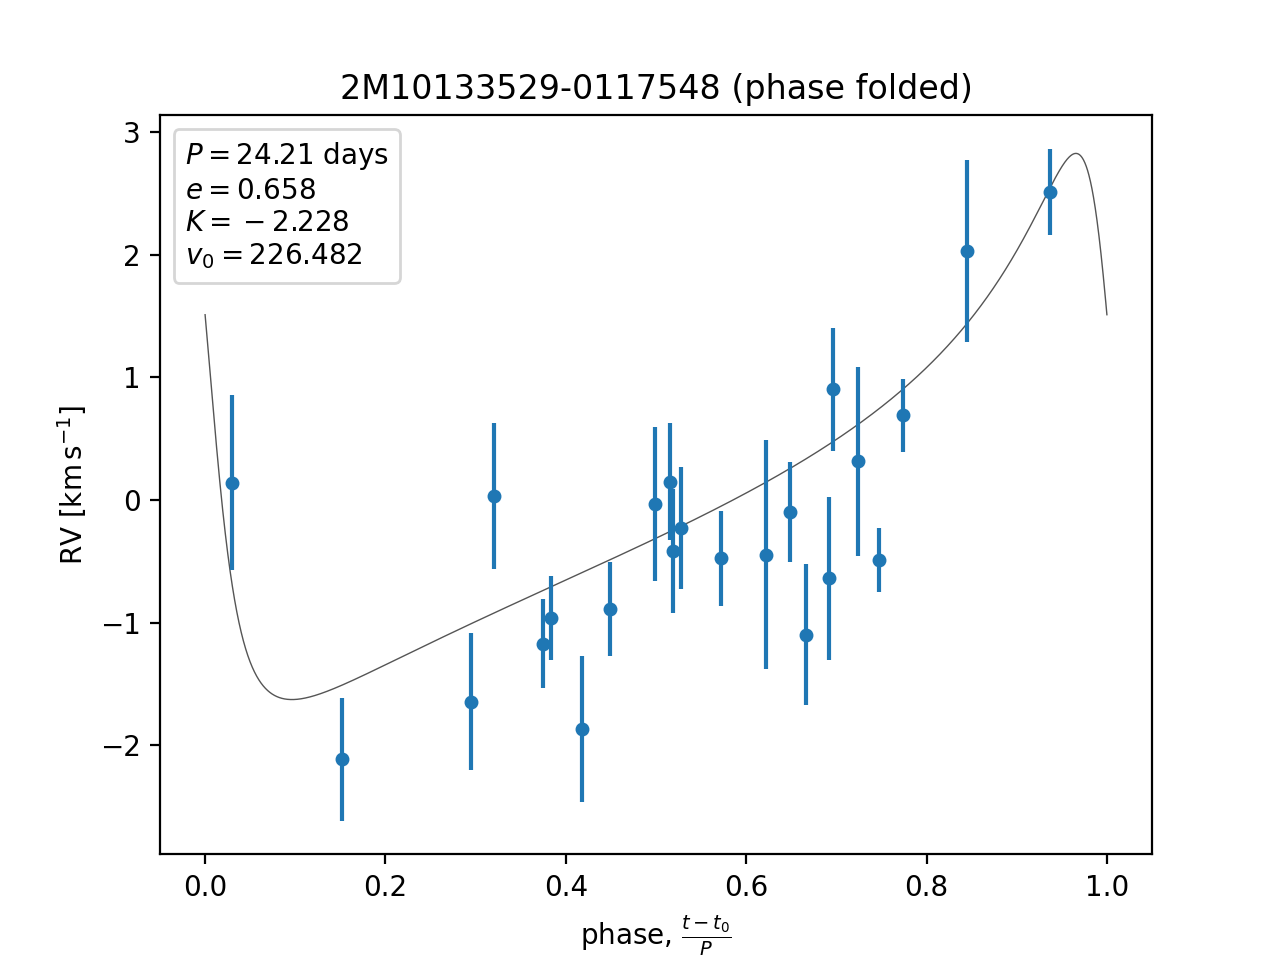 2M10133529-0117548 (phase folded)
P = 24.21 days
e = 0.658
K = −2.228
v₀ = 226.482
RV [km s⁻¹]
3
2
1
0
−1
−2
0.0 0.2 0.4 0.6 0.8 1.0
phase, (t − t₀)/P